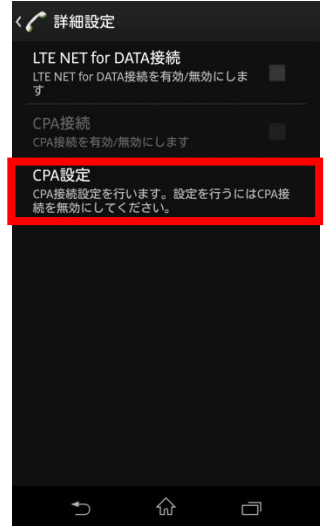 詳細設定
LTE NET for DATA接続
LTE NET for DATA接続を有効/無効にしま
す
CPA接続
CPA接続を有効/無効にします
CPA設定
CPA接続設定を行います。設定を行うにはCPA接
続を無効にしてください。